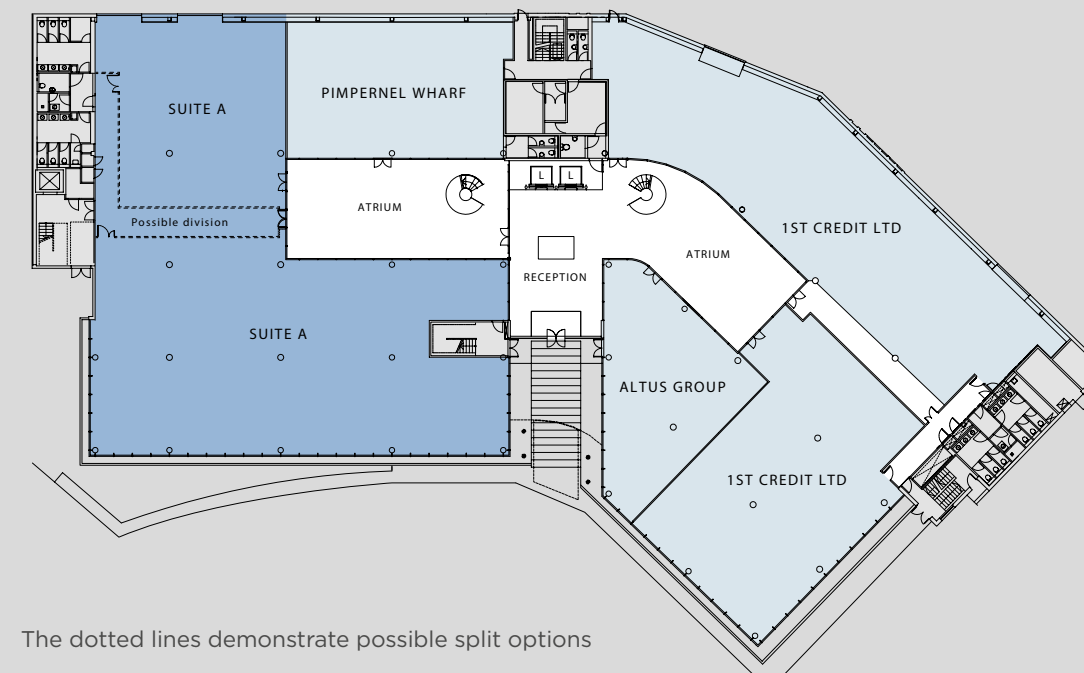 SUITE A
PIMPERNEL WHARF
L L
ATRIUM
Possible division
1ST CREDIT LTD
ATRIUM
RECEPTION
SUITE A
ALTUS GROUP
1ST CREDIT LTD
The dotted lines demonstrate possible split options